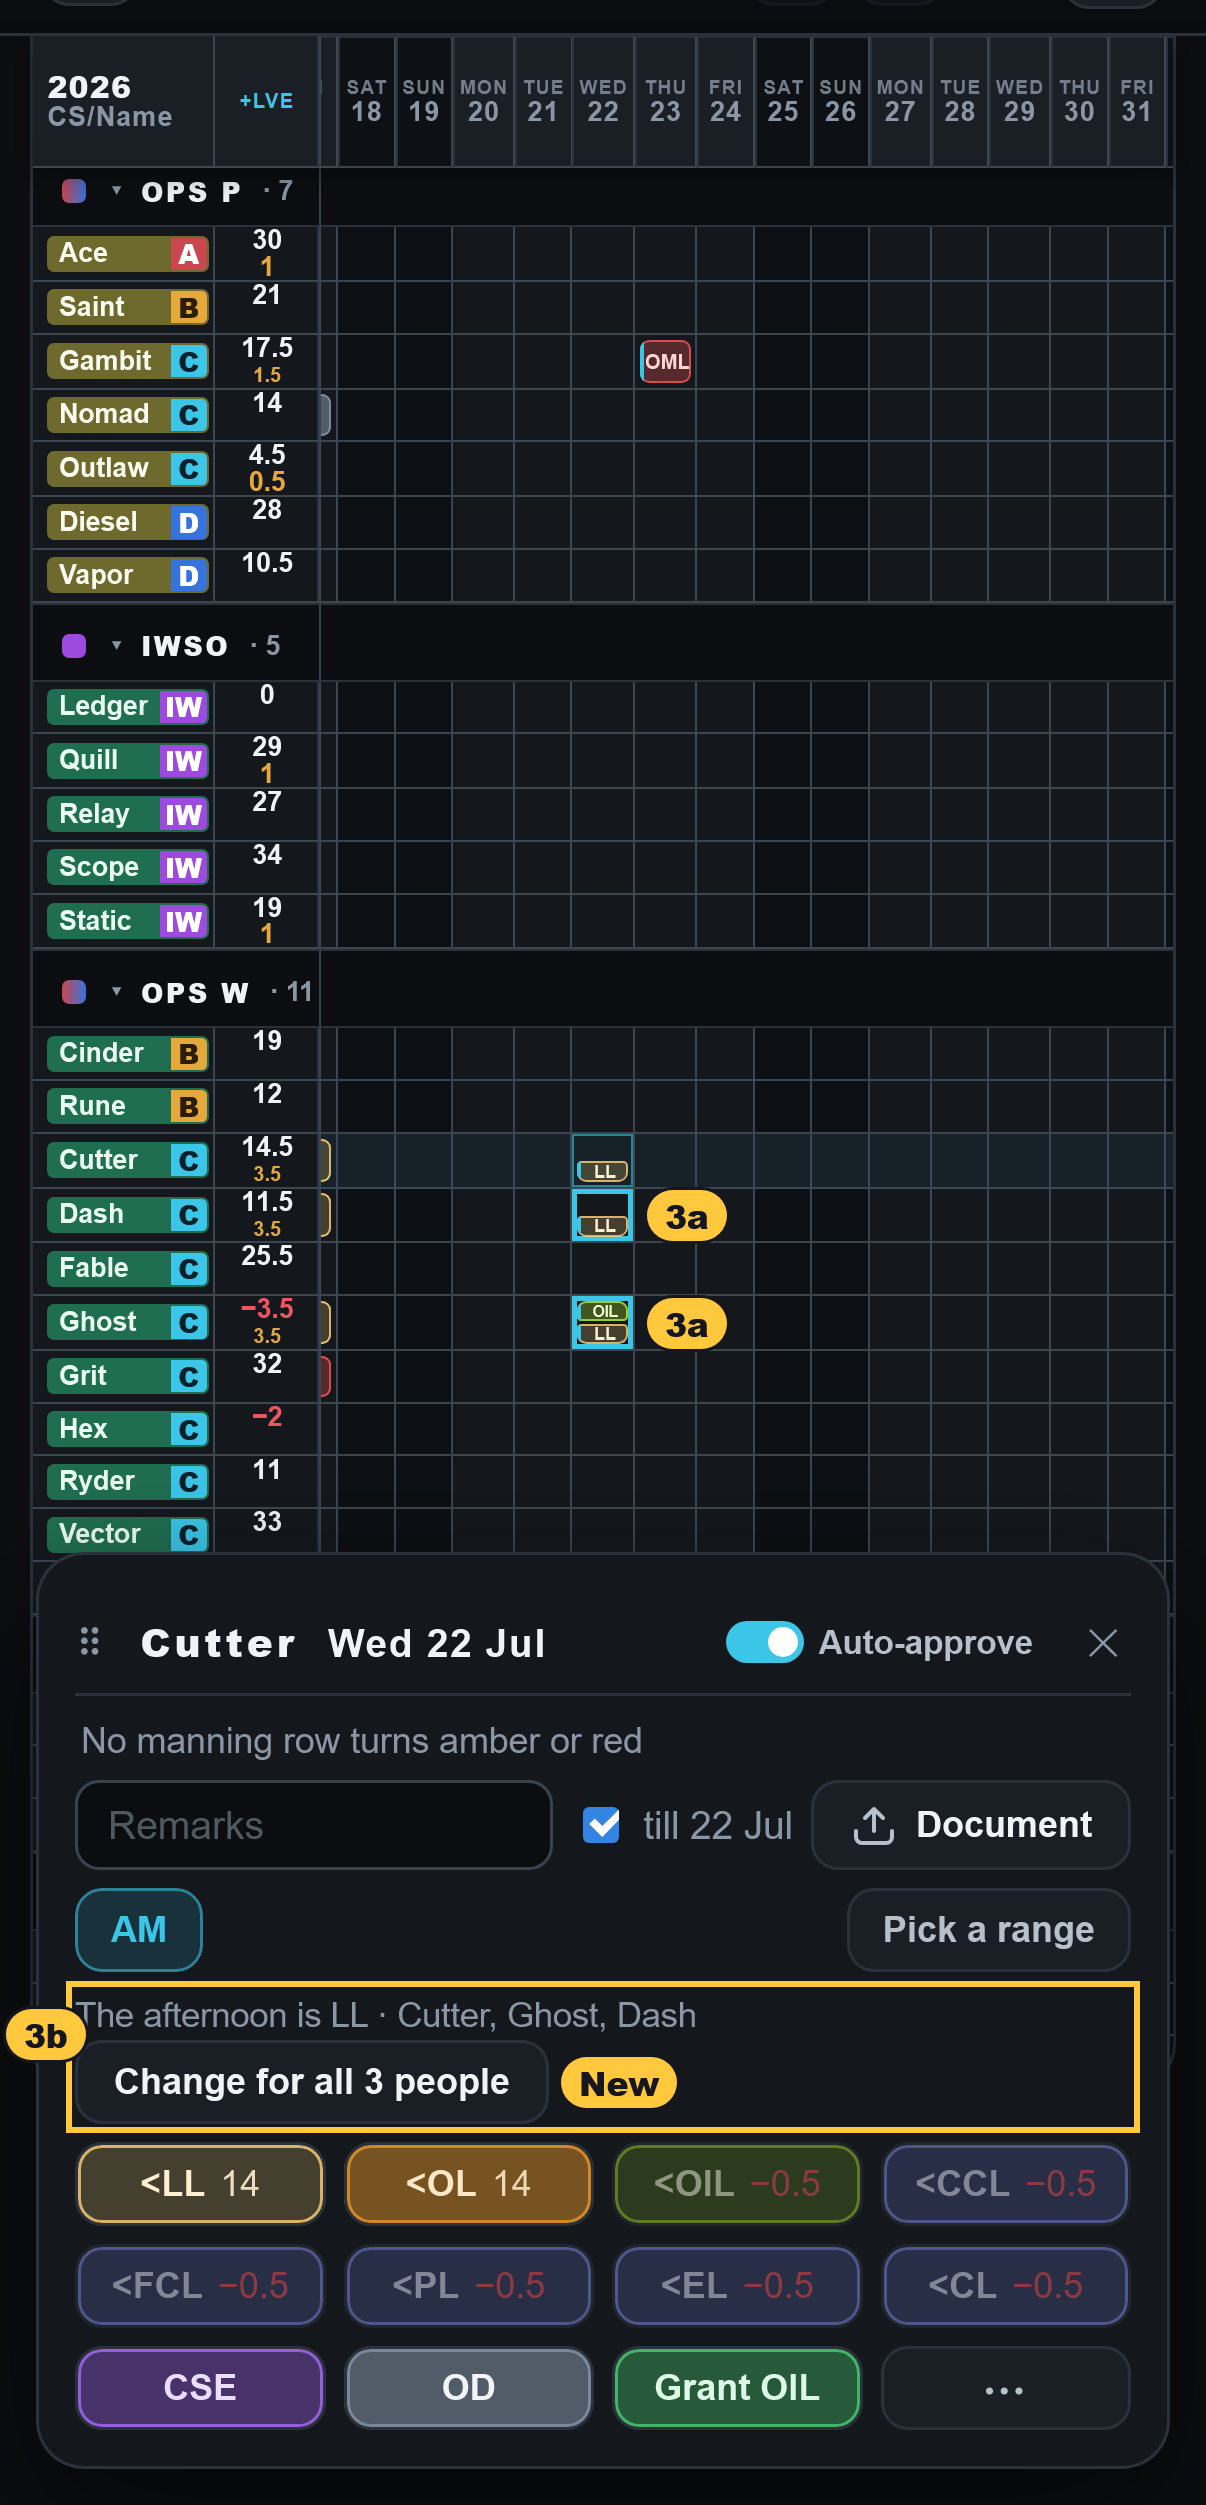 2026
CS/Name
+LVE
SAT SUN MON TUE WED THU FRI SAT SUN MON TUE WED THU FRI
18 19 20 21 22 23 24 25 26 27 28 29 30 31
▼ OPS P · 7
Ace A 30
1
Saint B 21
Gambit C 17.5 OML
1.5
Nomad C 14
Outlaw C 4.5
0.5
Diesel D 28
Vapor D 10.5
▼ IWSO · 5
Ledger IW 0
Quill IW 29
1
Relay IW 27
Scope IW 34
Static IW 19
1
▼ OPS W · 11
Cinder B 19
Rune B 12
Cutter C 14.5
3.5 LL
Dash C 11.5 3a
3.5 LL
Fable C 25.5
Ghost C −3.5 OIL 3a
3.5 LL
Grit C 32
Hex C −2
Ryder C 11
Vector C 33
Cutter Wed 22 Jul Auto-approve
No manning row turns amber or red
Remarks till 22 Jul Document
AM Pick a range
The afternoon is LL · Cutter, Ghost, Dash
3b
Change for all 3 people New
<LL 14 <OL 14 <OIL −0.5 <CCL −0.5
<FCL −0.5 <PL −0.5 <EL −0.5 <CL −0.5
CSE OD Grant OIL ...